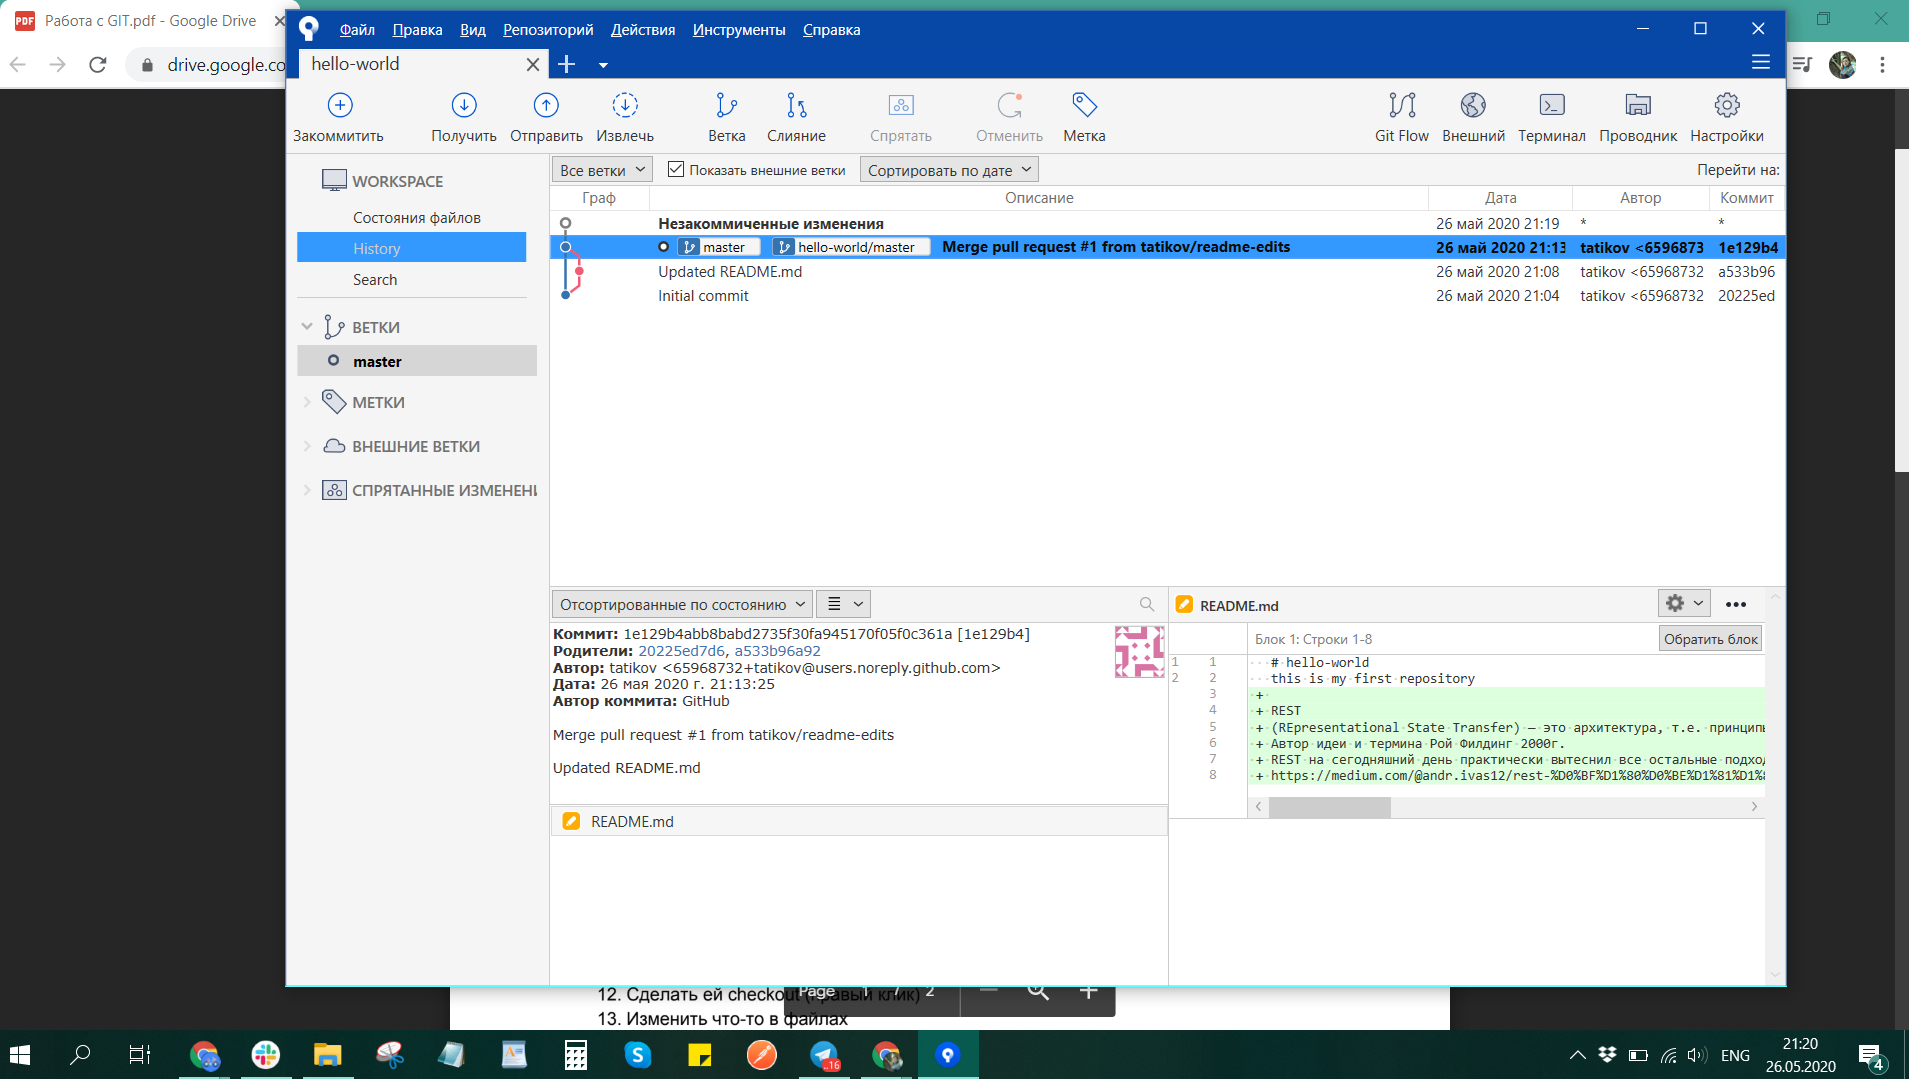 Работа с GIT.pdf - Google Drive
drive.google.co
Файл Правка Вид Репозиторий Действия Инструменты Справка
hello-world
Закоммитить Получить Отправить Извлечь Ветка Слияние Спрятать Отменить Метка Git Flow Внешний Терминал Проводник Настройки
WORKSPACE
Состояния файлов
History
Search
ВЕТКИ
master
МЕТКИ
ВНЕШНИЕ ВЕТКИ
СПРЯТАННЫЕ ИЗМЕНЕНИ
Все ветки Показать внешние ветки Сортировать по дате Перейти на:
Граф Описание Дата Автор Коммит
Незакоммиченные изменения 26 май 2020 21:19 * *
master hello-world/master Merge pull request #1 from tatikov/readme-edits 26 май 2020 21:13 tatikov <6596873 1e129b4
Updated README.md 26 май 2020 21:08 tatikov <65968732 a533b96
Initial commit 26 май 2020 21:04 tatikov <65968732 20225ed
Отсортированные по состоянию
Коммит: 1e129b4abb8babd2735f30fa945170f05f0c361a [1e129b4]
Родители: 20225ed7d6, a533b96a92
Автор: tatikov <65968732+tatikov@users.noreply.github.com>
Дата: 26 мая 2020 г. 21:13:25
Автор коммита: GitHub
Merge pull request #1 from tatikov/readme-edits
Updated README.md
README.md
README.md
Блок 1: Строки 1-8 Обратить блок
1 1 # hello-world
2 2 this is my first repository
3 +
4 + REST
5 + (REpresentational State Transfer) — это архитектура, т.е. принципы
6 + Автор идеи и термина Рой Филдинг 2000г.
7 + REST на сегодняшний день практически вытеснил все остальные подход
8 + https://medium.com/@andr.ivas12/rest-%D0%BF%D1%80%D0%BE%D1%81%D1%8
12. Сделать ей checkout (правый клик)
Page 1 / 2
13. Изменить что-то в файлах
..16
ENG
21:20
26.05.2020
4